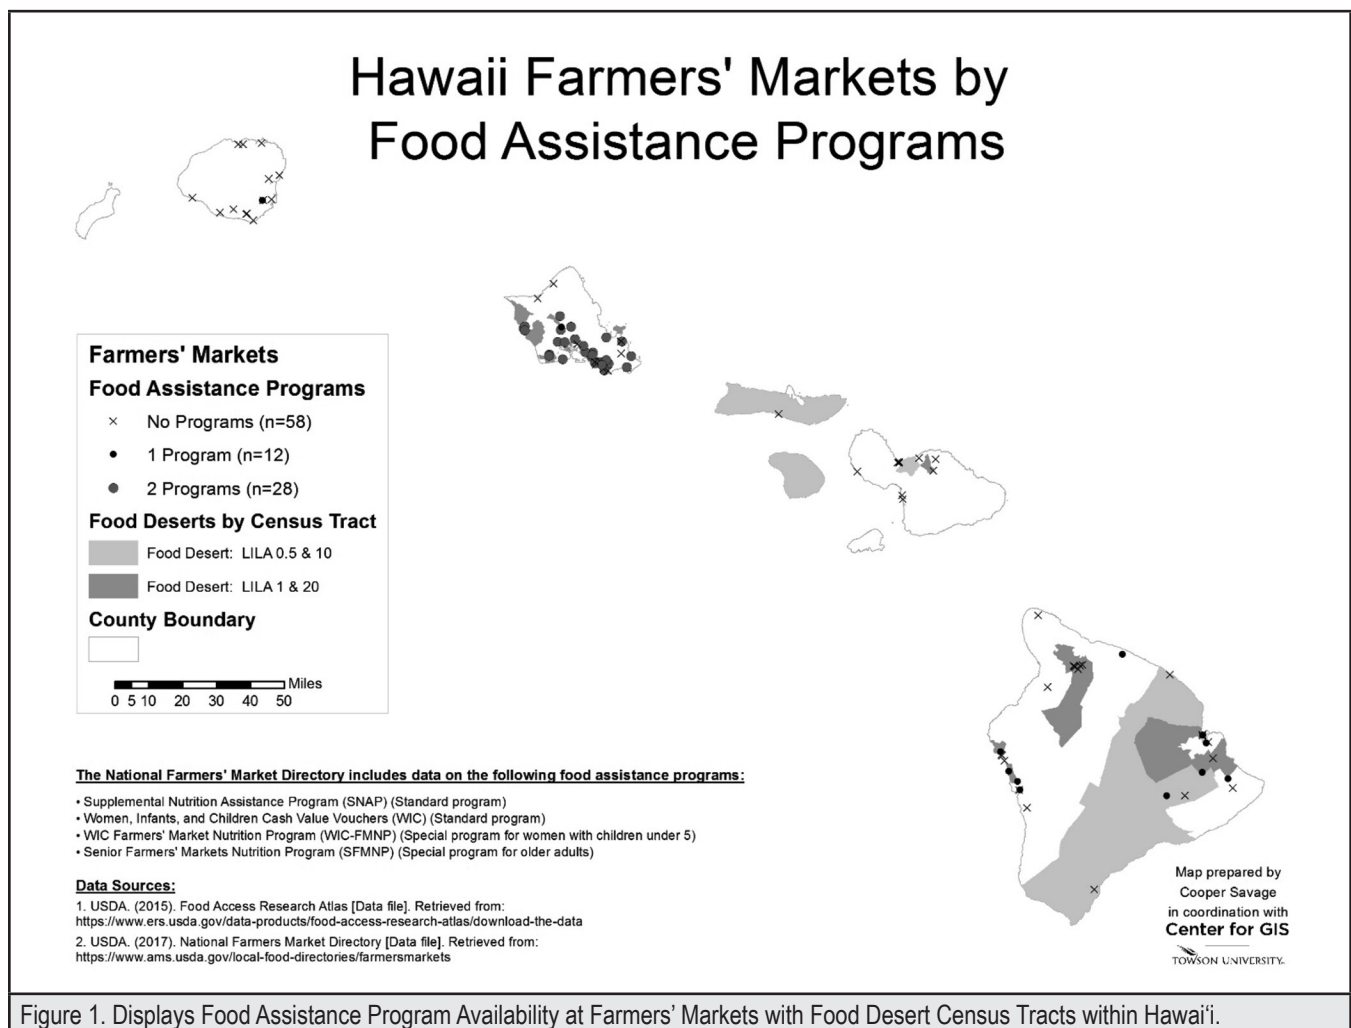 Hawaii Farmers' Markets by
Food Assistance Programs
Farmers' Markets
Food Assistance Programs
No Programs (n=58)
1 Program (n=12)
2 Programs (n=28)
Food Deserts by Census Tract
Food Desert: LILA 0.5 & 10
Food Desert: LILA 1 & 20
County Boundary
Miles
0 5 10 20 30 40 50
The National Farmers' Market Directory includes data on the following food assistance programs:
• Supplemental Nutrition Assistance Program (SNAP) (Standard program)
• Women, Infants, and Children Cash Value Vouchers (WIC) (Standard program)
• WIC Farmers' Market Nutrition Program (WIC-FMNP) (Special program for women with children under 5)
• Senior Farmers' Markets Nutrition Program (SFMNP) (Special program for older adults)
Data Sources:
1. USDA. (2015). Food Access Research Atlas [Data file]. Retrieved from:
https://www.ers.usda.gov/data-products/food-access-research-atlas/download-the-data
2. USDA. (2017). National Farmers Market Directory [Data file]. Retrieved from:
https://www.ams.usda.gov/local-food-directories/farmersmarkets
Map prepared by
Cooper Savage
in coordination with
Center for GIS
TOWSON UNIVERSITY.
Figure 1. Displays Food Assistance Program Availability at Farmers’ Markets with Food Desert Census Tracts within Hawai‘i.